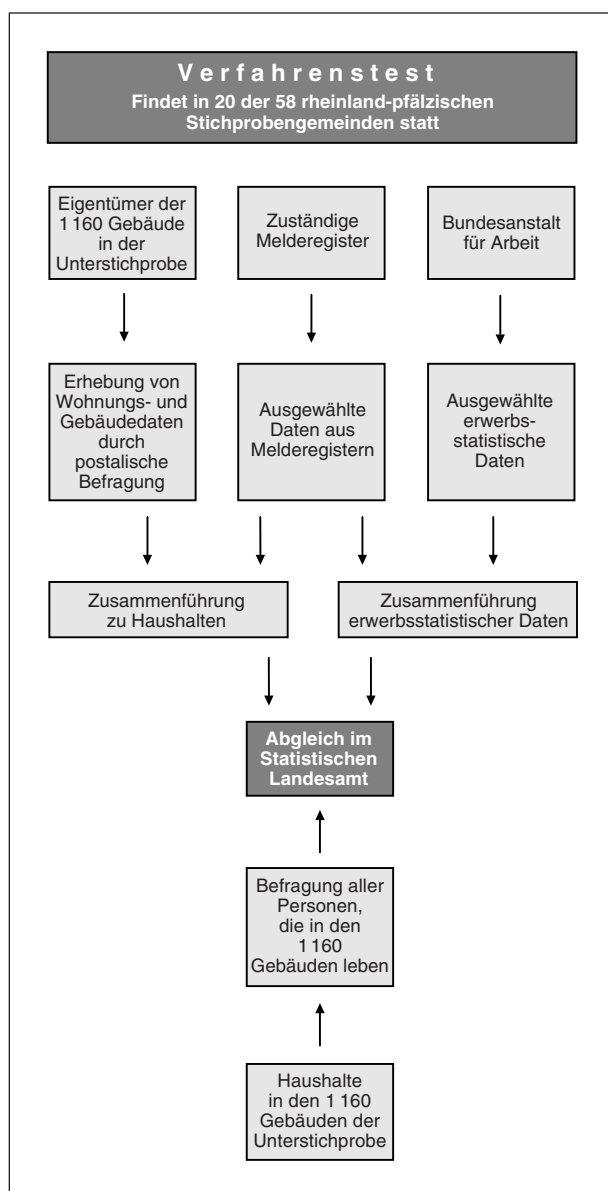 Verfahrenstest
Findet in 20 der 58 rheinland-pfälzischen
Stichprobengemeinden statt
Eigentümer der
1 160 Gebäude
in der
Unterstichprobe
Zuständige
Melderegister
Bundesanstalt
für Arbeit
Erhebung von
Wohnungs- und
Gebäudedaten
durch
postalische
Befragung
Ausgewählte
Daten aus
Melderegistern
Ausgewählte
erwerbs-
statistische
Daten
Zusammenführung
zu Haushalten
Zusammenführung
erwerbsstatistischer Daten
Abgleich im
Statistischen
Landesamt
Befragung aller
Personen,
die in den
1 160
Gebäuden leben
Haushalte
in den 1 160
Gebäuden der
Unterstichprobe